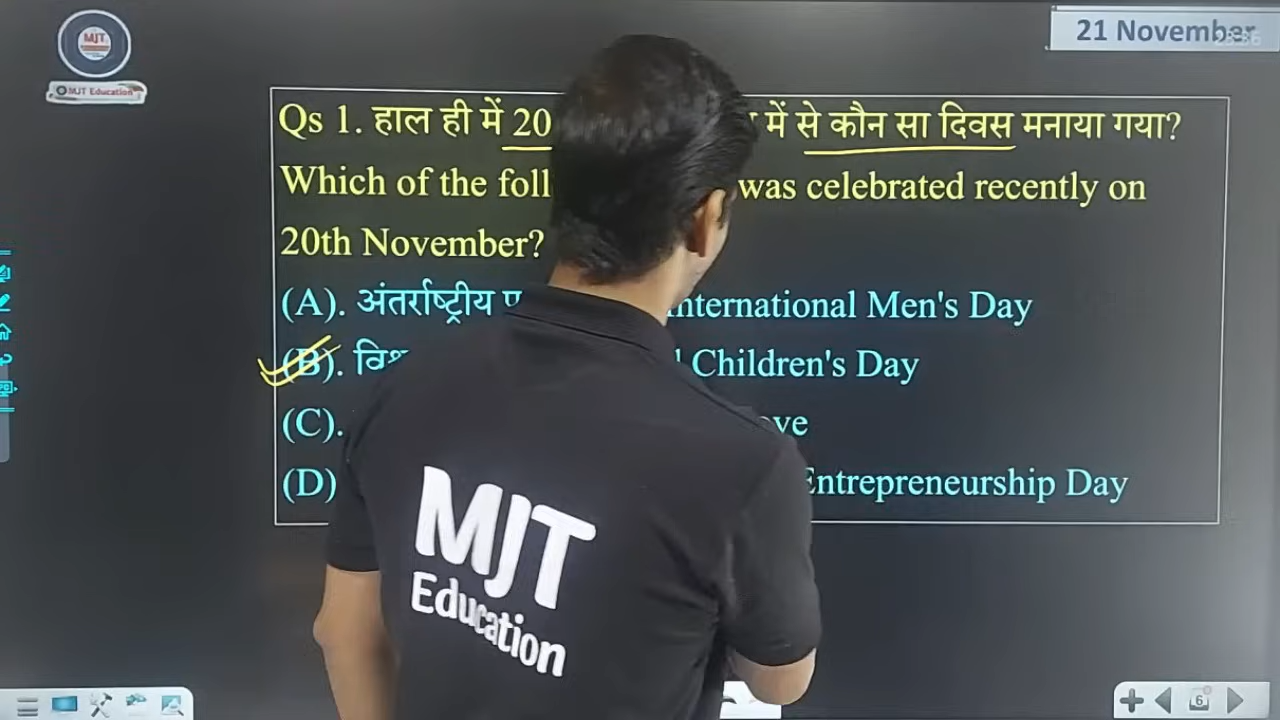 MJT
MJT Education
21 November
Qs 1. हाल ही में 20 में से कौन सा दिवस मनाया गया?
Which of the foll was celebrated recently on
20th November?
(A). अंतर्राष्ट्रीय International Men's Day
(B). Children's Day
(C).
(D) Entrepreneurship Day
MJT
Education
6